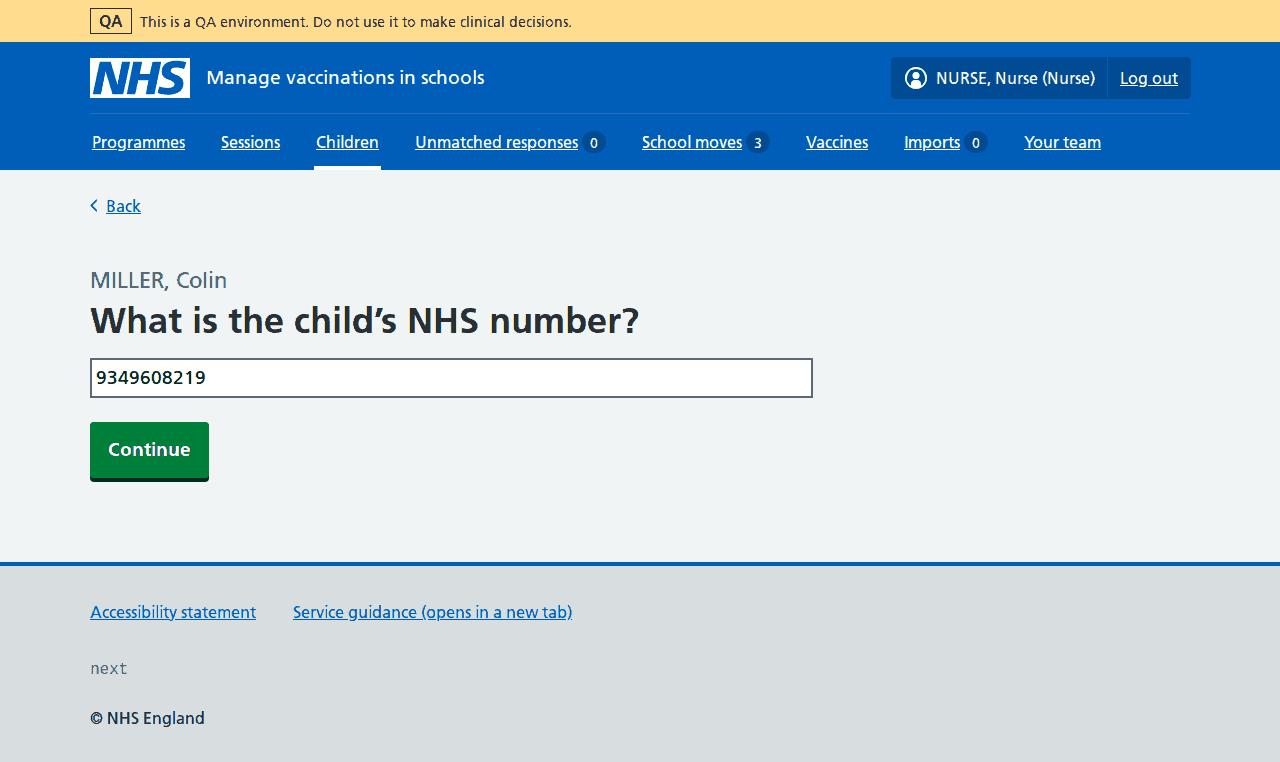 QA This is a QA environment. Do not use it to make clinical decisions.
NHS Manage vaccinations in schools NURSE, Nurse (Nurse) Log out
Programmes Sessions Children Unmatched responses 0 School moves 3 Vaccines Imports 0 Your team
Back
MILLER, Colin
What is the child’s NHS number?
9349608219
Continue
Accessibility statement Service guidance (opens in a new tab)
next
© NHS England